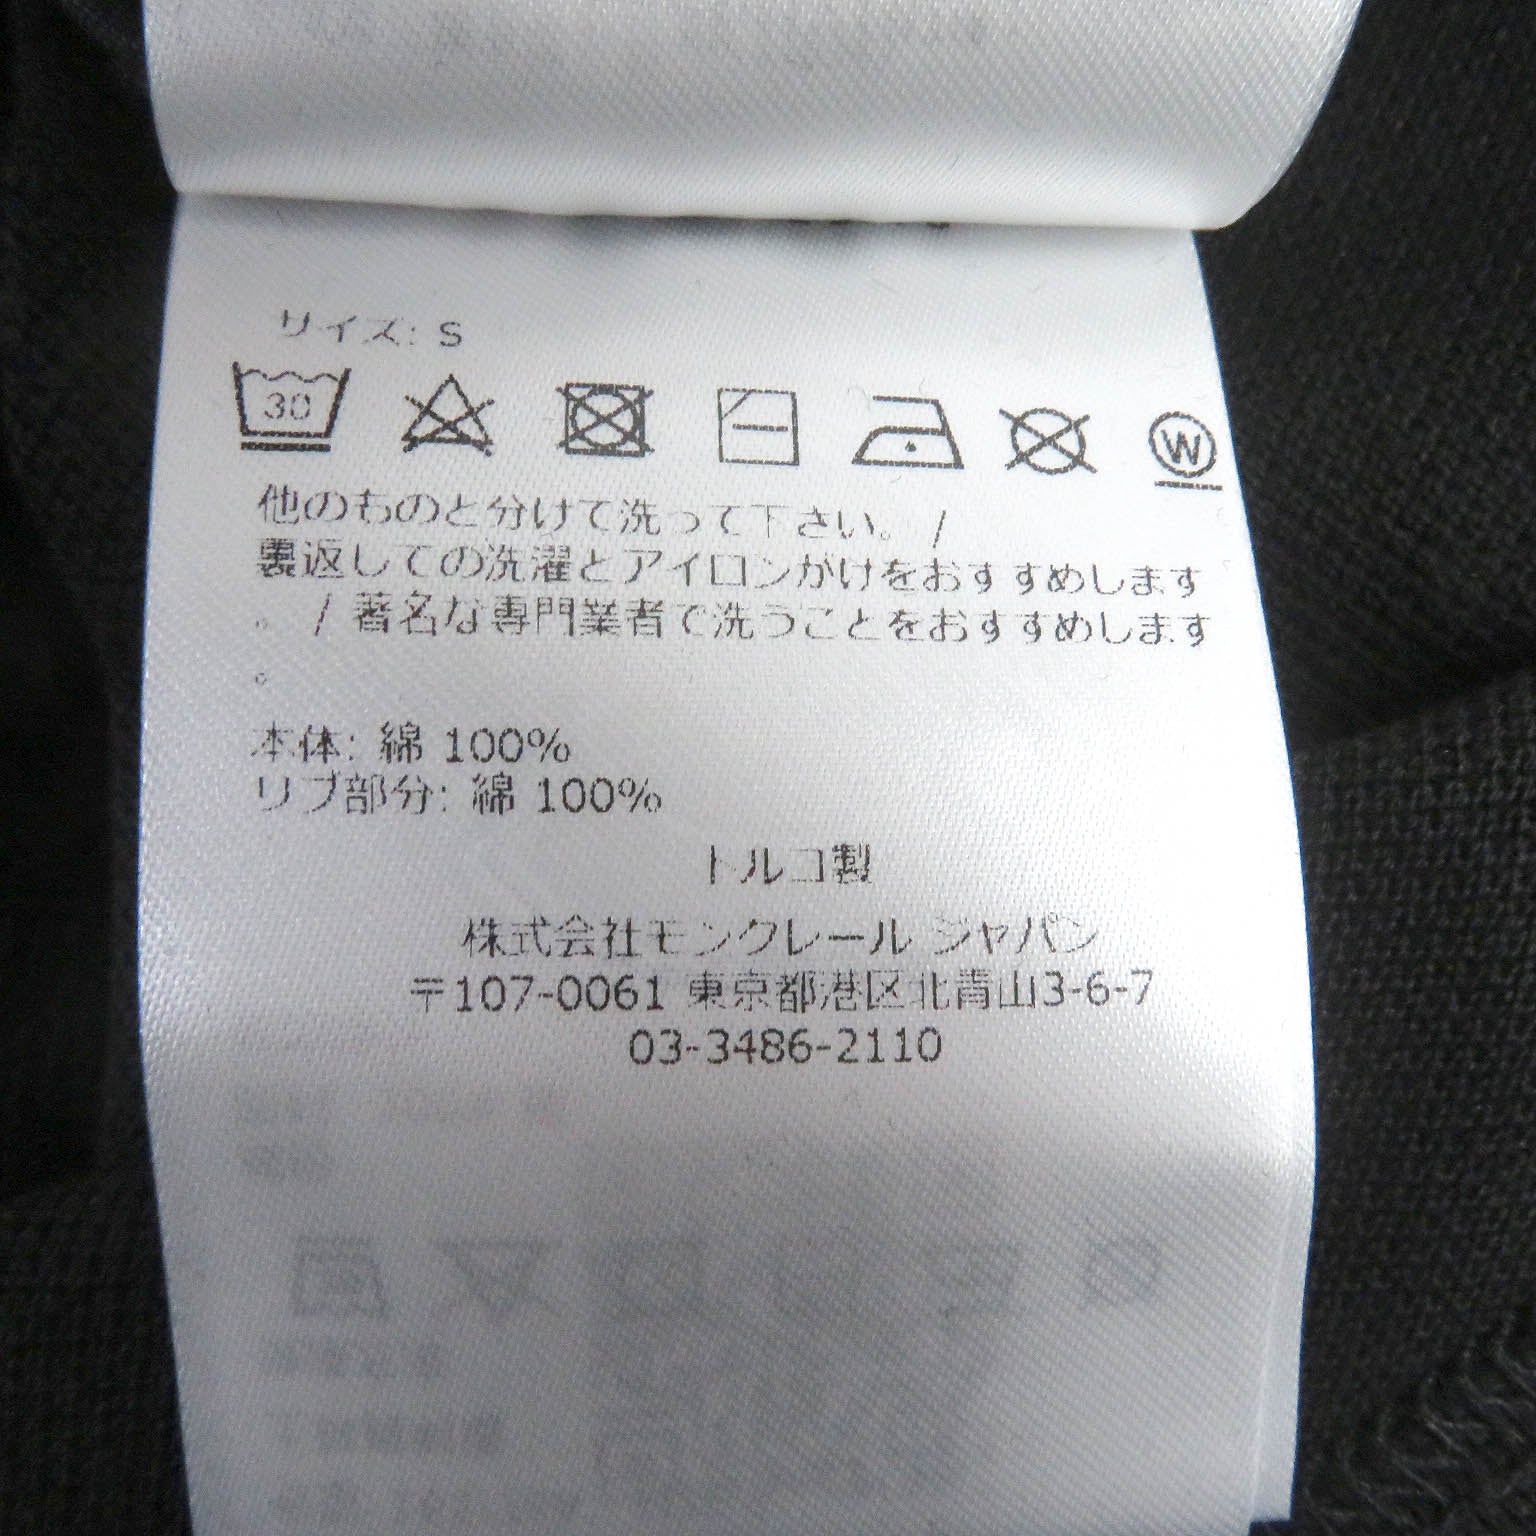 サイズ: S
30
W
他のものと分けて洗って下さい。 /
裏返しての洗濯とアイロンがけをおすすめします
。 / 著名な専門業者で洗うことをおすすめします
。
本体: 綿 100%
リブ部分: 綿 100%
トルコ製
株式会社モンクレール ジャパン
〒107-0061 東京都港区北青山3-6-7
03-3486-2110